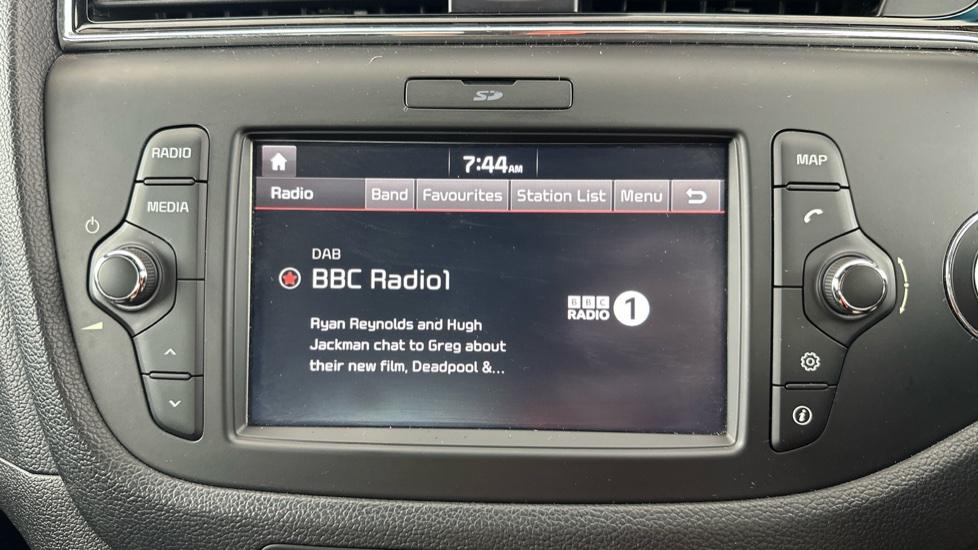 SD
RADIO
MEDIA
MAP
7:44AM
Radio Band Favourites Station List Menu
DAB
BBC Radio1
BBC
RADIO 1
Ryan Reynolds and Hugh
Jackman chat to Greg about
their new film, Deadpool &...